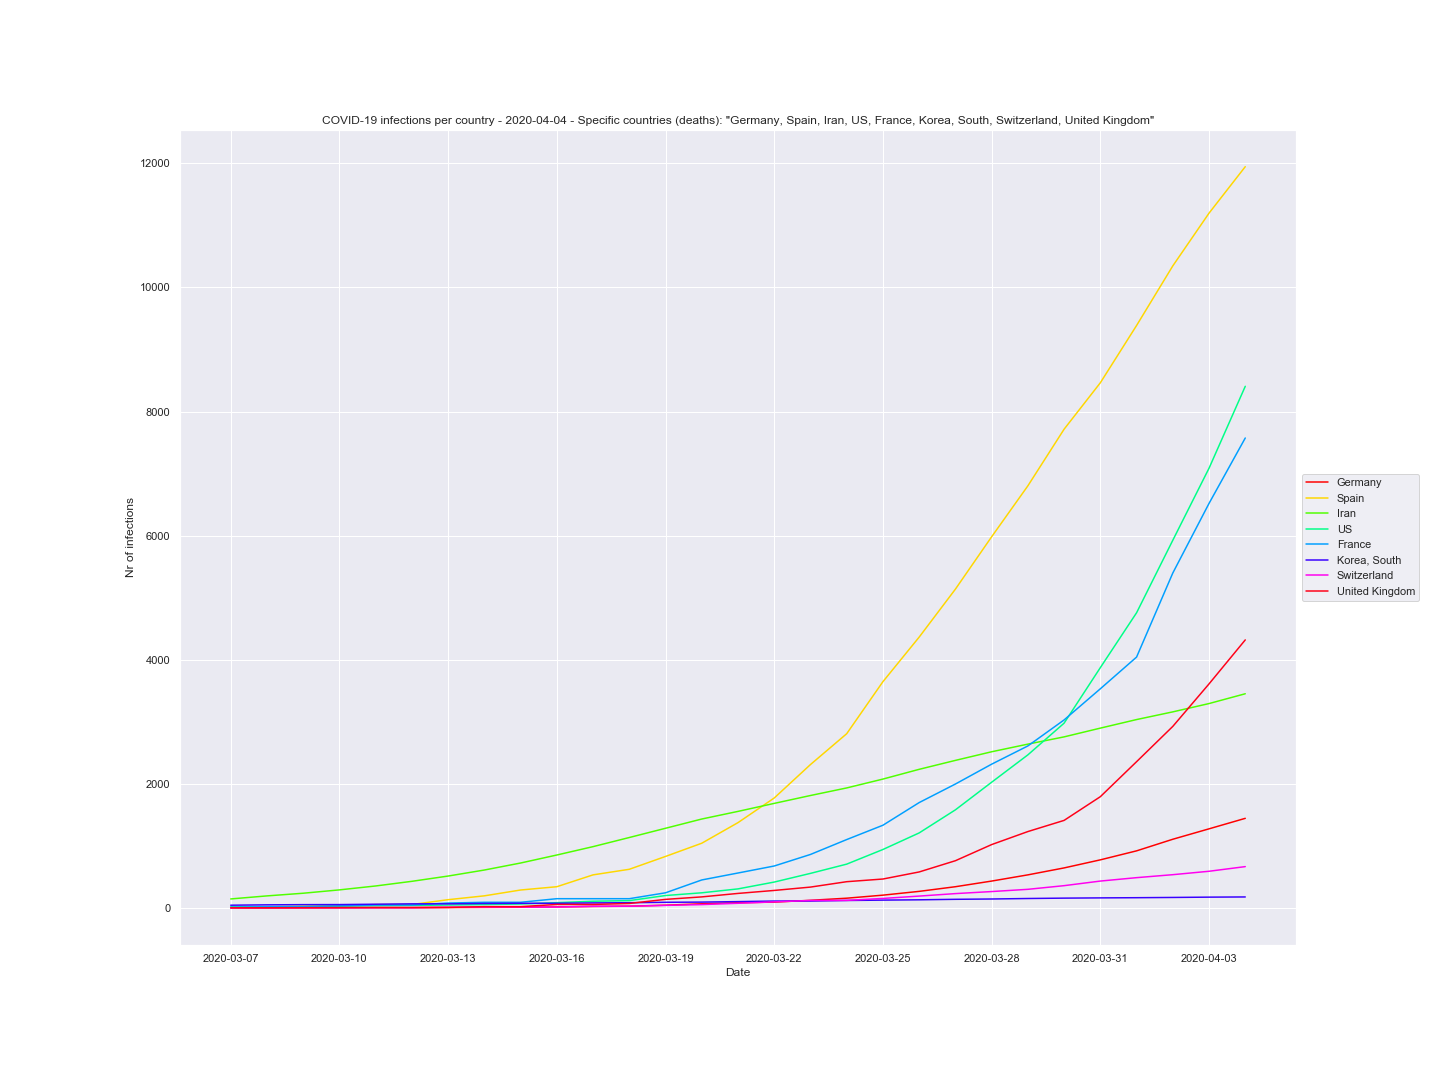 COVID-19 infections per country - 2020-04-04 - Specific countries (deaths): "Germany, Spain, Iran, US, France, Korea, South, Switzerland, United Kingdom"
12000
10000
8000
6000
4000
2000
0
Nr of infections
2020-03-07 2020-03-10 2020-03-13 2020-03-16 2020-03-19 2020-03-22 2020-03-25 2020-03-28 2020-03-31 2020-04-03
Date
Germany
Spain
Iran
US
France
Korea, South
Switzerland
United Kingdom